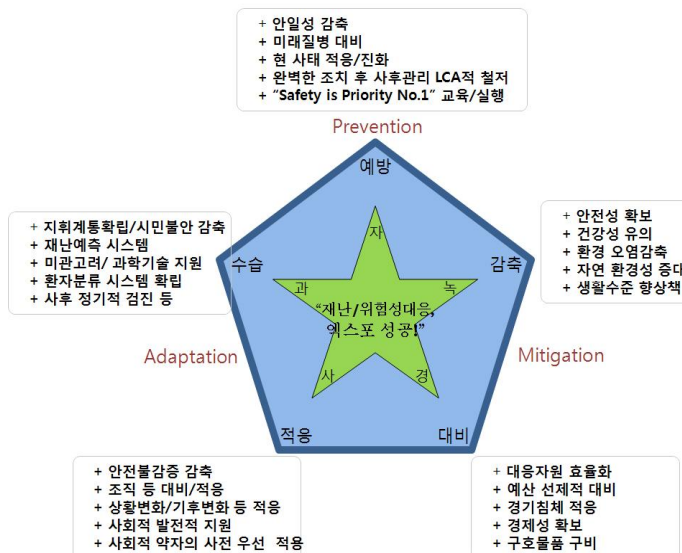 + 안일성 감축
+ 미래질병 대비
+ 현 사태 적응/진화
+ 완벽한 조치 후 사후관리 LCA적 철저
+ “Safety is Priority No.1” 교육/실행
Prevention
예방
+ 지휘계통확립/시민불안 감축
+ 재난예측 시스템
+ 미관고려/ 과학기술 지원
+ 환자분류 시스템 확립
+ 사후 정기적 검진 등
+ 안전성 확보
+ 건강성 유의
+ 환경 오염감축
+ 자연 환경성 증대
+ 생활수준 향상책
자
수습
감축
과
녹
“재난/위험성대응,
엑스포 성공!”
Adaptation
Mitigation
사
경
적응
대비
+ 안전불감증 감축
+ 조직 등 대비/적응
+ 상황변화/기후변화 등 적응
+ 사회적 발전적 지원
+ 사회적 약자의 사전 우선 적용
+ 대응자원 효율화
+ 예산 선제적 대비
+ 경기침체 적응
+ 경제성 확보
+ 구호물품 구비